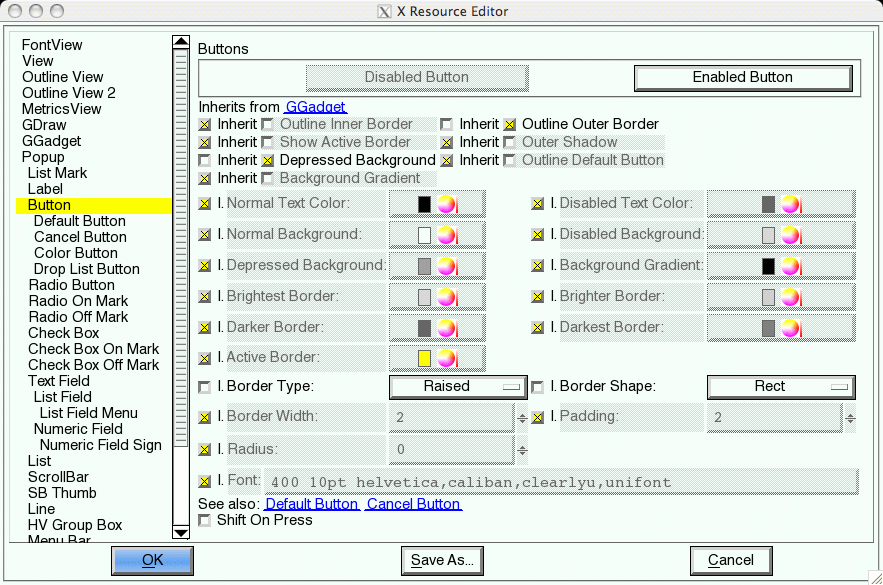 X Resource Editor
FontView
View
Outline View
Outline View 2
MetricsView
GDraw
GGadget
Popup
List Mark
Label
Button
Default Button
Cancel Button
Color Button
Drop List Button
Radio Button
Radio On Mark
Radio Off Mark
Check Box
Check Box On Mark
Check Box Off Mark
Text Field
List Field
List Field Menu
Numeric Field
Numeric Field Sign
List
ScrollBar
SB Thumb
Line
HV Group Box
Menu Bar
Buttons
Disabled Button Enabled Button
Inherits from GGadget
Inherit Outline Inner Border Inherit Outline Outer Border
Inherit Show Active Border Inherit Outer Shadow
Inherit Depressed Background Inherit Outline Default Button
Inherit Background Gradient
I. Normal Text Color: I. Disabled Text Color:
I. Normal Background: I. Disabled Background:
I. Depressed Background: I. Background Gradient:
I. Brightest Border: I. Brighter Border:
I. Darker Border: I. Darkest Border:
I. Active Border:
I. Border Type: Raised I. Border Shape: Rect
I. Border Width: 2 I. Padding: 2
I. Radius: 0
I. Font: 400 10pt helvetica,caliban,clearlyu,unifont
See also: Default Button Cancel Button
Shift On Press
OK Save As... Cancel